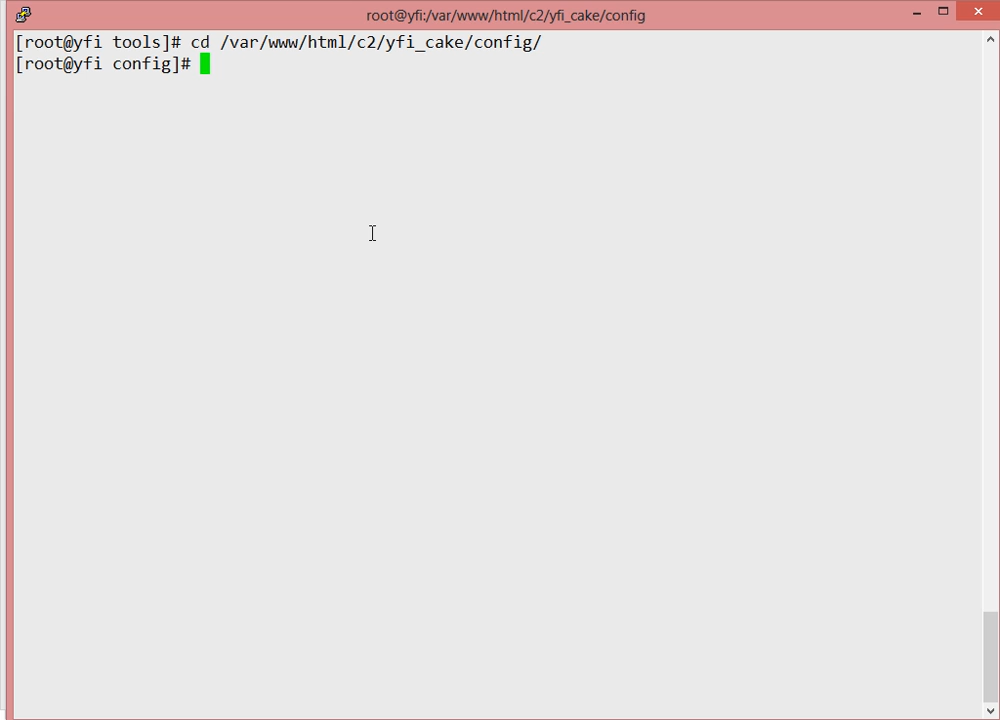 root@yfi:/var/www/html/c2/yfi_cake/config
[root@yfi tools]# cd /var/www/html/c2/yfi_cake/config/
[root@yfi config]#